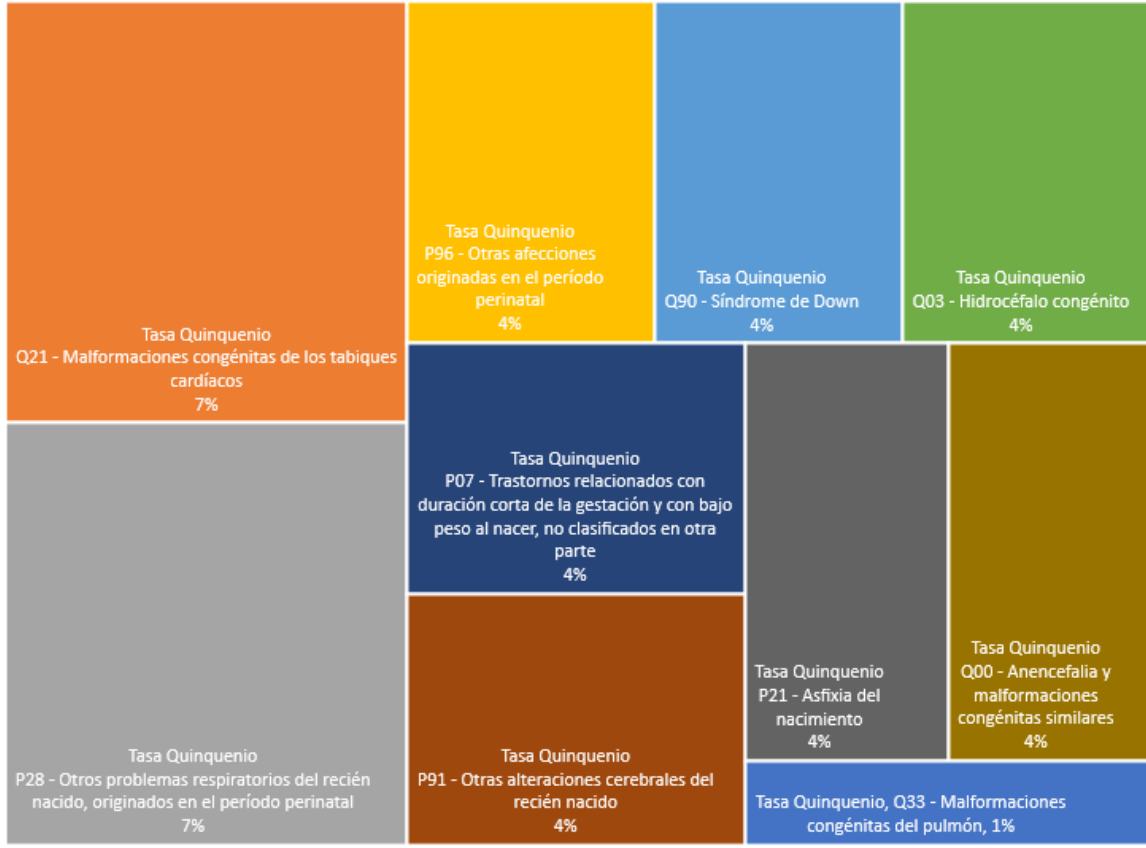 Tasa Quinquenio
Q21 - Malformaciones congénitas de los tabiques
cardíacos
7%
Tasa Quinquenio
P96 - Otras afecciones
originadas en el período
perinatal
4%
Tasa Quinquenio
Q90 - Síndrome de Down
4%
Tasa Quinquenio
Q03 - Hidrocéfalo congénito
4%
Tasa Quinquenio
P28 - Otros problemas respiratorios del recién
nacido, originados en el período perinatal
7%
Tasa Quinquenio
P07 - Trastornos relacionados con
duración corta de la gestación y con bajo
peso al nacer, no clasificados en otra
parte
4%
Tasa Quinquenio
P91 - Otras alteraciones cerebrales del
recién nacido
4%
Tasa Quinquenio
P21 - Asfixia del
nacimiento
4%
Tasa Quinquenio
Q00 - Anencefalia y
malformaciones
congénitas similares
4%
Tasa Quinquenio, Q33 - Malformaciones
congénitas del pulmón, 1%